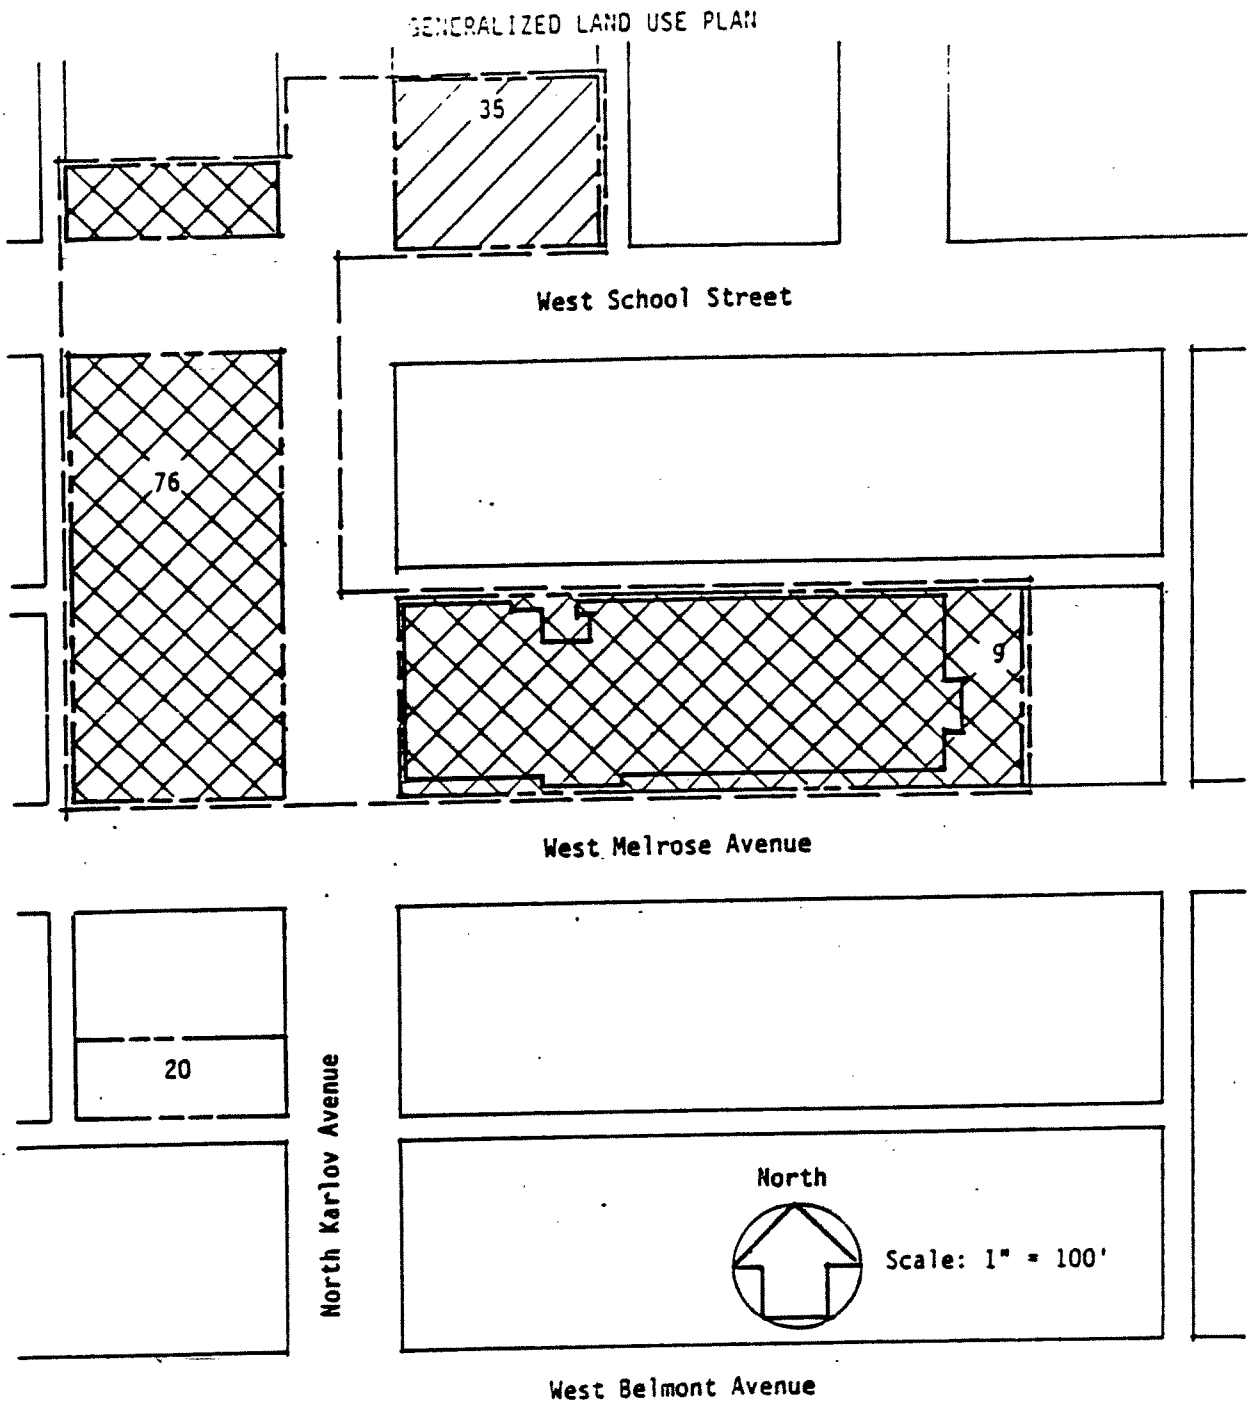 GENERALIZED LAND USE PLAN
35
West School Street
76
9
West Melrose Avenue
20
North Karlov Avenue
North
Scale: 1" = 100'
West Belmont Avenue